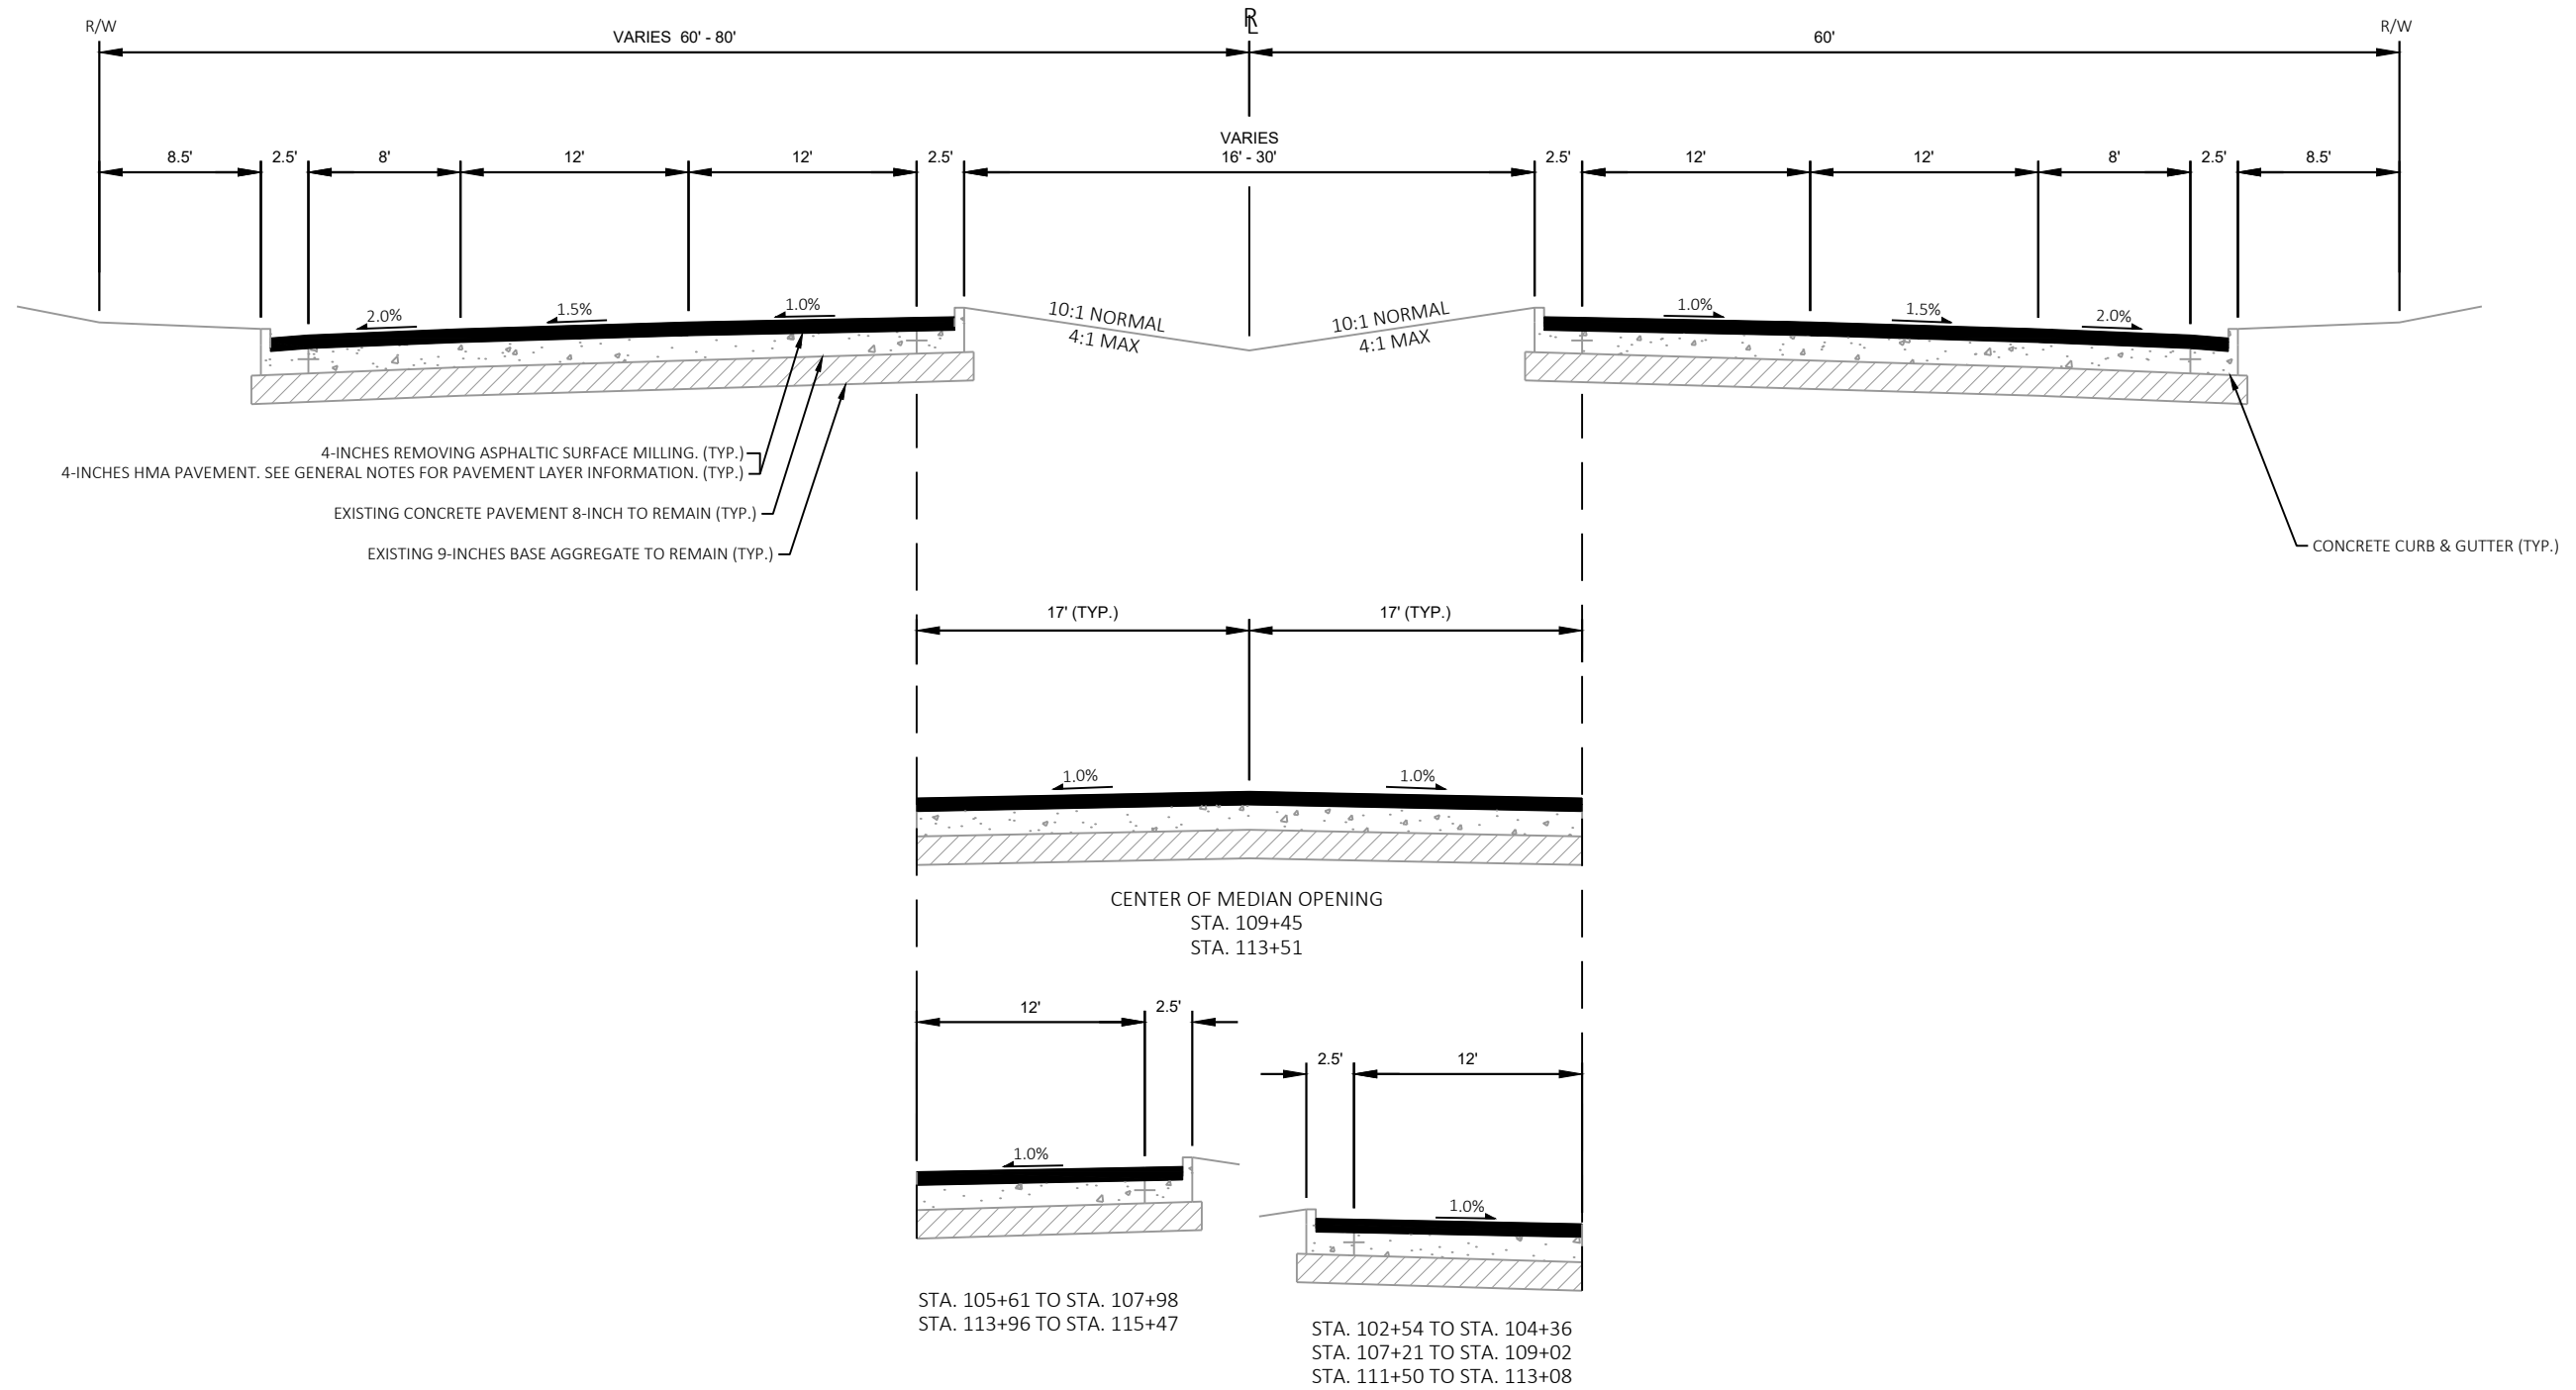 R/W
VARIES 60' - 80'
R
L
60'
R/W
8.5'
2.5'
8'
12'
12'
2.5'
VARIES
16' - 30'
2.5'
12'
12'
8'
2.5'
8.5'
2.0%
1.5%
1.0%
10:1 NORMAL
4:1 MAX
10:1 NORMAL
4:1 MAX
1.0%
1.5%
2.0%
4-INCHES REMOVING ASPHALTIC SURFACE MILLING. (TYP.)
4-INCHES HMA PAVEMENT. SEE GENERAL NOTES FOR PAVEMENT LAYER INFORMATION. (TYP.)
EXISTING CONCRETE PAVEMENT 8-INCH TO REMAIN (TYP.)
EXISTING 9-INCHES BASE AGGREGATE TO REMAIN (TYP.)
CONCRETE CURB & GUTTER (TYP.)
17' (TYP.)
17' (TYP.)
1.0%
1.0%
CENTER OF MEDIAN OPENING
STA. 109+45
STA. 113+51
12'
2.5'
1.0%
STA. 105+61 TO STA. 107+98
STA. 113+96 TO STA. 115+47
2.5'
12'
1.0%
STA. 102+54 TO STA. 104+36
STA. 107+21 TO STA. 109+02
STA. 111+50 TO STA. 113+08